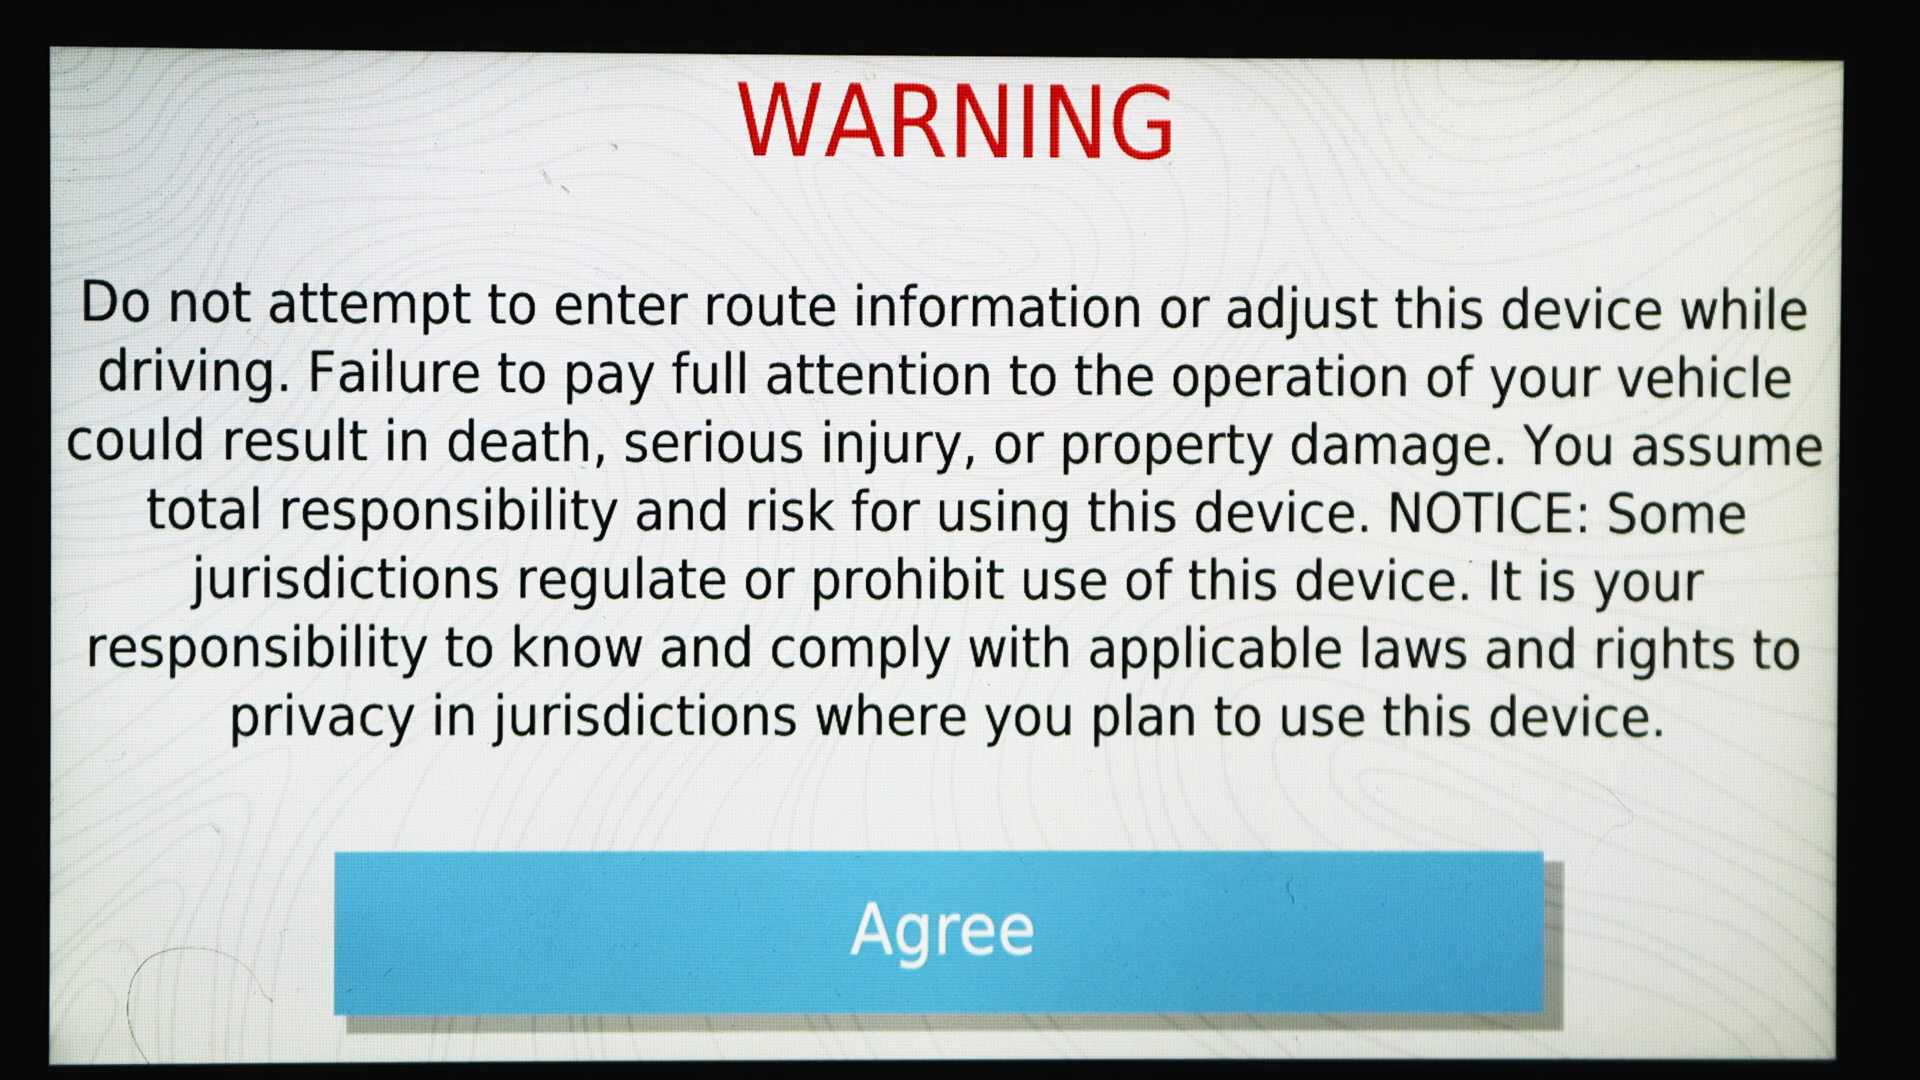 WARNING
Do not attempt to enter route information or adjust this device while
driving. Failure to pay full attention to the operation of your vehicle
could result in death, serious injury, or property damage. You assume
total responsibility and risk for using this device. NOTICE: Some
jurisdictions regulate or prohibit use of this device. It is your
responsibility to know and comply with applicable laws and rights to
privacy in jurisdictions where you plan to use this device.
Agree